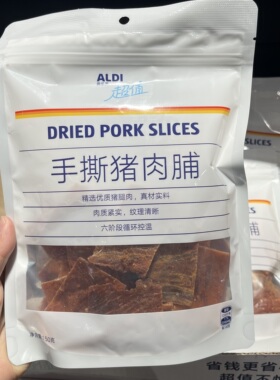 ALDI
超值
DRIED PORK SLICES
手撕猪肉脯
精选优质猪腿肉，真材实料
肉质紧实，纹理清晰
六阶段循环控温
省钱更省